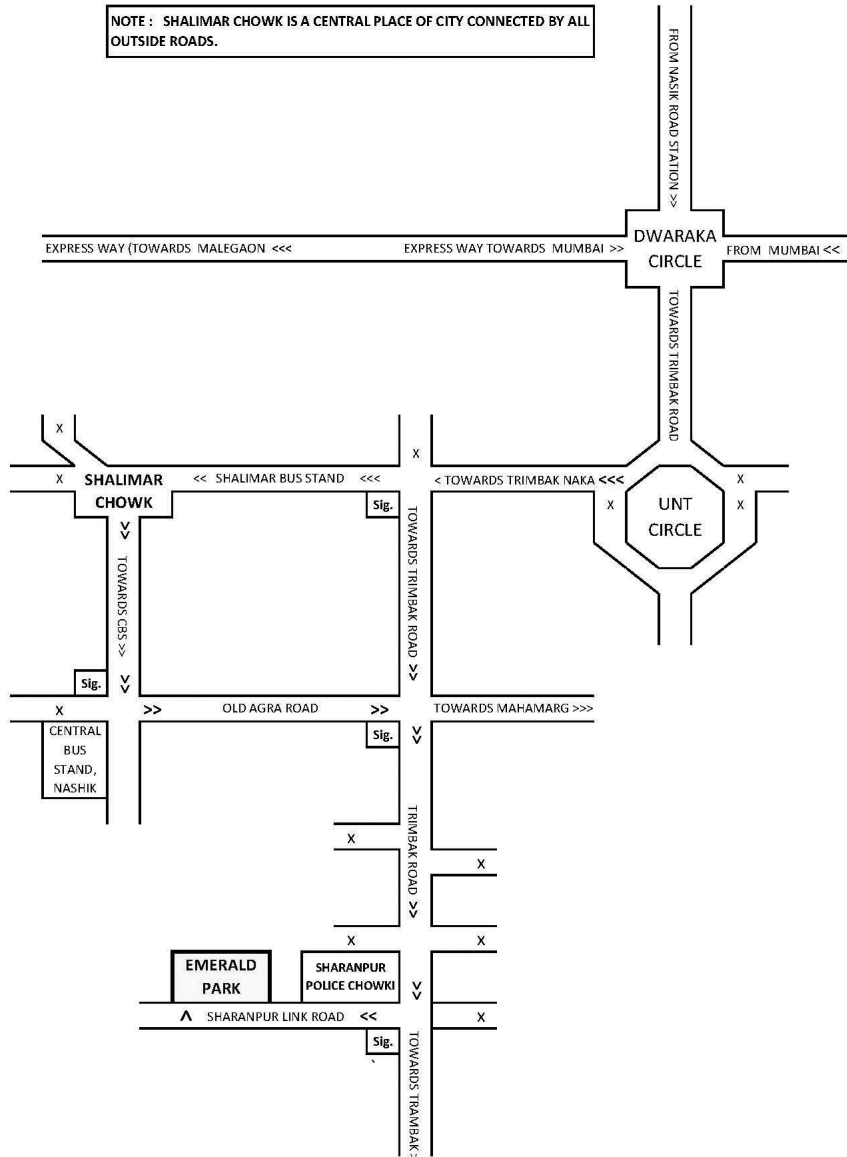 NOTE : SHALIMAR CHOWK IS A CENTRAL PLACE OF CITY CONNECTED BY ALL
OUTSIDE ROADS.
FROM NASIK ROAD STATION >>
EXPRESS WAY (TOWARDS MALEGAON <<<
EXPRESS WAY TOWARDS MUMBAI >>
DWARAKA
CIRCLE
FROM MUMBAI <<
TOWARDS TRIMBAK ROAD
X
X
X
SHALIMAR
CHOWK
<< SHALIMAR BUS STAND <<<
< TOWARDS TRIMBAK NAKA <<<
X
Sig.
X
UNT
CIRCLE
X
>>
TOWARDS CBS >>
>>
TOWARDS TRIMBAK ROAD >>
Sig.
X
>> OLD AGRA ROAD >>
TOWARDS MAHAMARG >>>
CENTRAL
BUS
STAND,
NASHIK
Sig.
>>
TRIMBAK ROAD
>>
X
X
X
X
EMERALD
PARK
SHARANPUR
POLICE CHOWKI
>>
^ SHARANPUR LINK ROAD <<
X
Sig.
TOWARDS TRAMBAK >
`